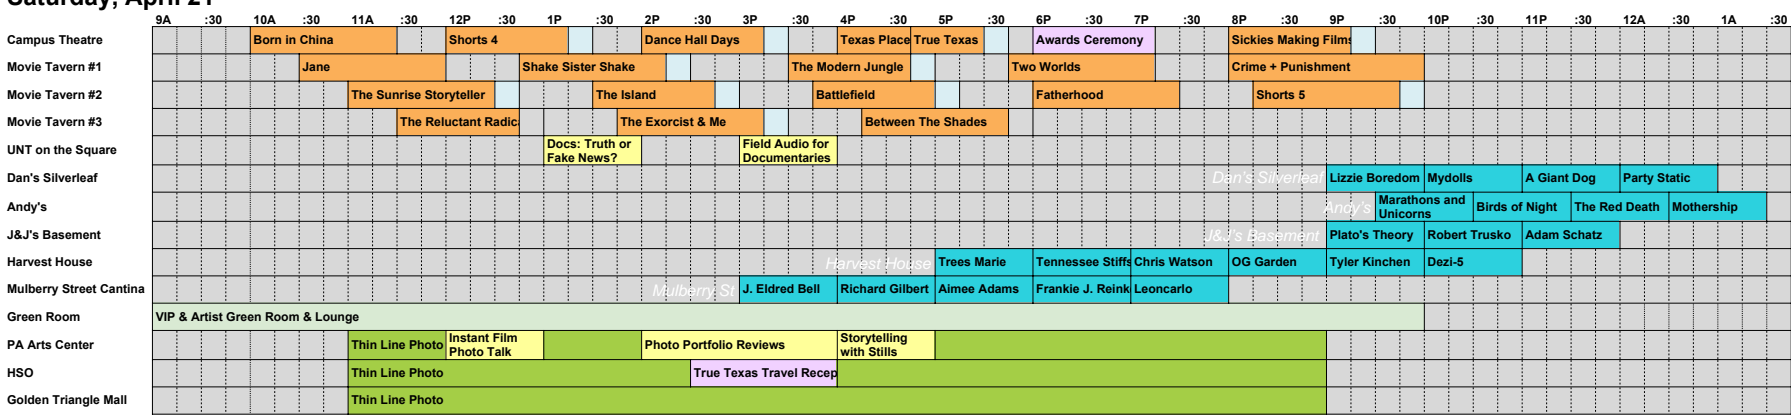 Saturday, April 21
9A :30 10A :30 11A :30 12P :30 1P :30 2P :30 3P :30 4P :30 5P :30 6P :30 7P :30 8P :30 9P :30 10P :30 11P :30 12A :30 1A :30
Campus Theatre Born in China Shorts 4 Dance Hall Days Texas Place True Texas Awards Ceremony Sickies Making Films
Movie Tavern #1 Jane Shake Sister Shake The Modern Jungle Two Worlds Crime + Punishment
Movie Tavern #2 The Sunrise Storyteller The Island Battlefield Fatherhood Shorts 5
Movie Tavern #3 The Reluctant Radica The Exorcist & Me Between The Shades
UNT on the Square Docs: Truth or Field Audio for
Fake News? Documentaries
Dan's Silverleaf Dan's Silverleaf Lizzie Boredom Mydolls A Giant Dog Party Static
Andy's Andy's Marathons and Birds of Night The Red Death Mothership
Unicorns
J&J's Basement J&J's Basement Plato's Theory Robert Trusko Adam Schatz
Harvest House Harvest House Trees Marie Tennessee Stiffs Chris Watson OG Garden Tyler Kinchen Dezi-5
Mulberry Street Cantina Mulberry St J. Eldred Bell Richard Gilbert Aimee Adams Frankie J. Reink Leoncarlo
Green Room VIP & Artist Green Room & Lounge
PA Arts Center Thin Line Photo Instant Film Photo Portfolio Reviews Storytelling
Photo Talk with Stills
HSO Thin Line Photo True Texas Travel Recep
Golden Triangle Mall Thin Line Photo